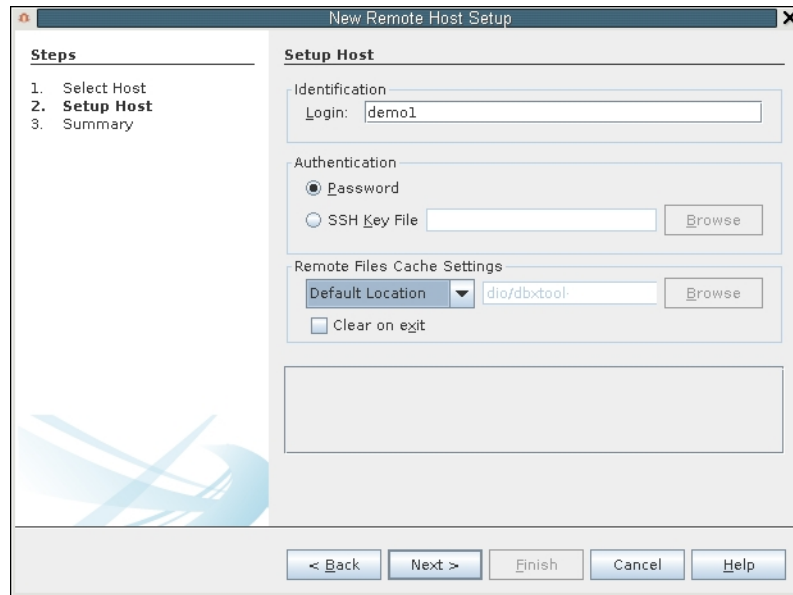 New Remote Host Setup
Steps
1. Select Host
2. Setup Host
3. Summary
Setup Host
Identification
Login: demo1
Authentication
Password
SSH Key File Browse
Remote Files Cache Settings
Default Location dio/dbxtool- Browse
Clear on exit
< Back Next > Finish Cancel Help